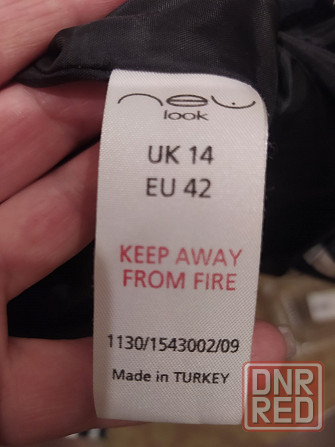 new
look
UK 14
EU 42
KEEP AWAY
FROM FIRE
1130/1543002/09
Made in TURKEY
DNR
RED